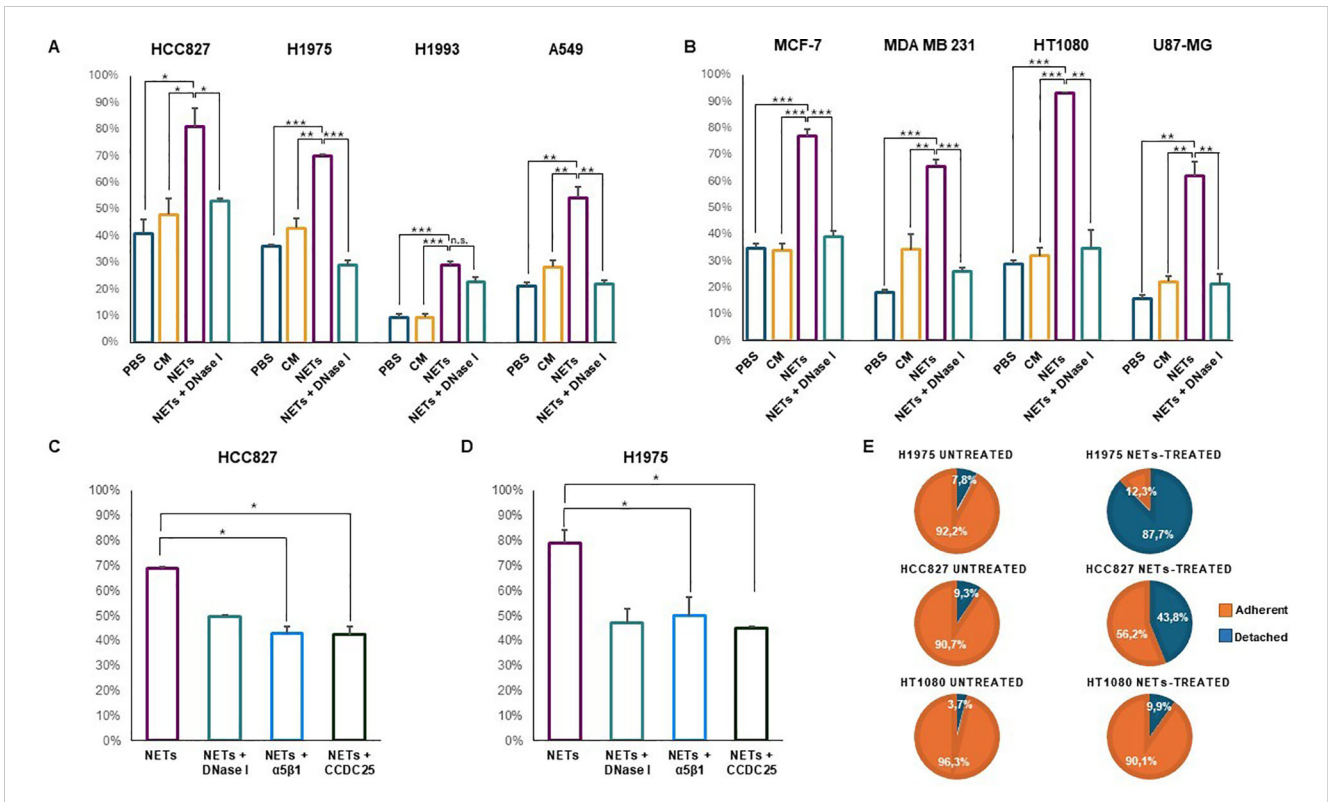 A
HCC827
H1975
H1993
A549
100%
90%
80%
70%
60%
50%
40%
30%
20%
10%
0%
*
* *
***
** ***
***
*** n.s.
**
** **
PBS
CM
NETs
NETs + DNase I
PBS
CM
NETs
NETs + DNase I
PBS
CM
NETs
NETs + DNase I
PBS
CM
NETs
NETs + DNase I
B
MCF-7
MDA MB 231
HT1080
U87-MG
100%
90%
80%
70%
60%
50%
40%
30%
20%
10%
0%
***
*** ***
***
** ***
***
*** **
**
** **
PBS
CM
NETs
NETs + DNase I
PBS
CM
NETs
NETs + DNase I
PBS
CM
NETs
NETs + DNase I
PBS
CM
NETs
NETs + DNase I
C
HCC827
100%
90%
80%
70%
60%
50%
40%
30%
20%
10%
0%
*
*
NETs
NETs +
DNase I
NETs +
α5β1
NETs +
CCDC25
D
H1975
100%
90%
80%
70%
60%
50%
40%
30%
20%
10%
0%
*
*
NETs
NETs +
DNase I
NETs +
α5β1
NETs +
CCDC25
E
H1975 UNTREATED
7,8%
92,2%
H1975 NETs-TREATED
12,3%
87,7%
HCC827 UNTREATED
9,3%
90,7%
HCC827 NETs-TREATED
43,8%
56,2%
Adherent
Detached
HT1080 UNTREATED
3,7%
96,3%
HT1080 NETs-TREATED
9,9%
90,1%